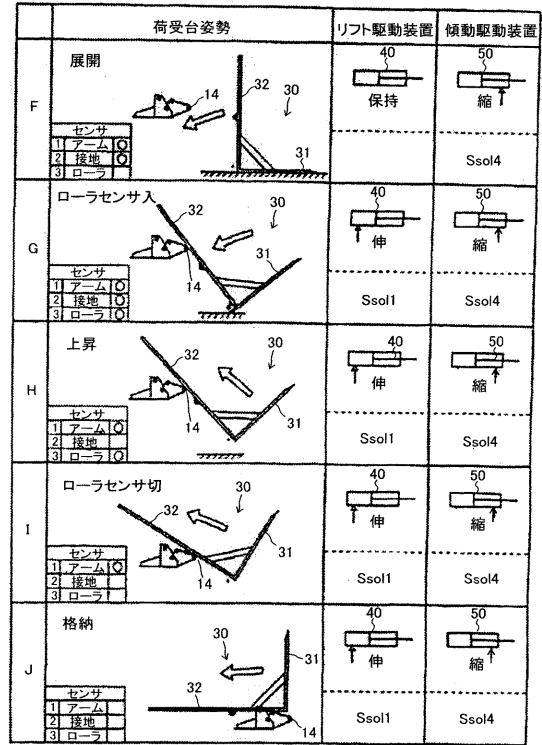 荷受台姿勢 リフト駆動装置 傾動駆動装置
F
展開
14
32
30
31
センサ
1 アーム ○
2 接地 ○
3 ローラ
40
保持
50
縮
Ssol4
G
ローラセンサ入
32
30
31
14
センサ
1 アーム ○
2 接地 ○
3 ローラ ○
40
伸
Ssol1
50
縮
Ssol4
H
上昇
32
30
14
31
センサ
1 アーム ○
2 接地
3 ローラ ○
40
伸
Ssol1
50
縮
Ssol4
I
ローラセンサ切
32
30
31
14
センサ
1 アーム ○
2 接地
3 ローラ
40
伸
Ssol1
50
縮
Ssol4
J
格納
30
31
32
14
センサ
1 アーム
2 接地
3 ローラ
40
伸
Ssol1
50
縮
Ssol4